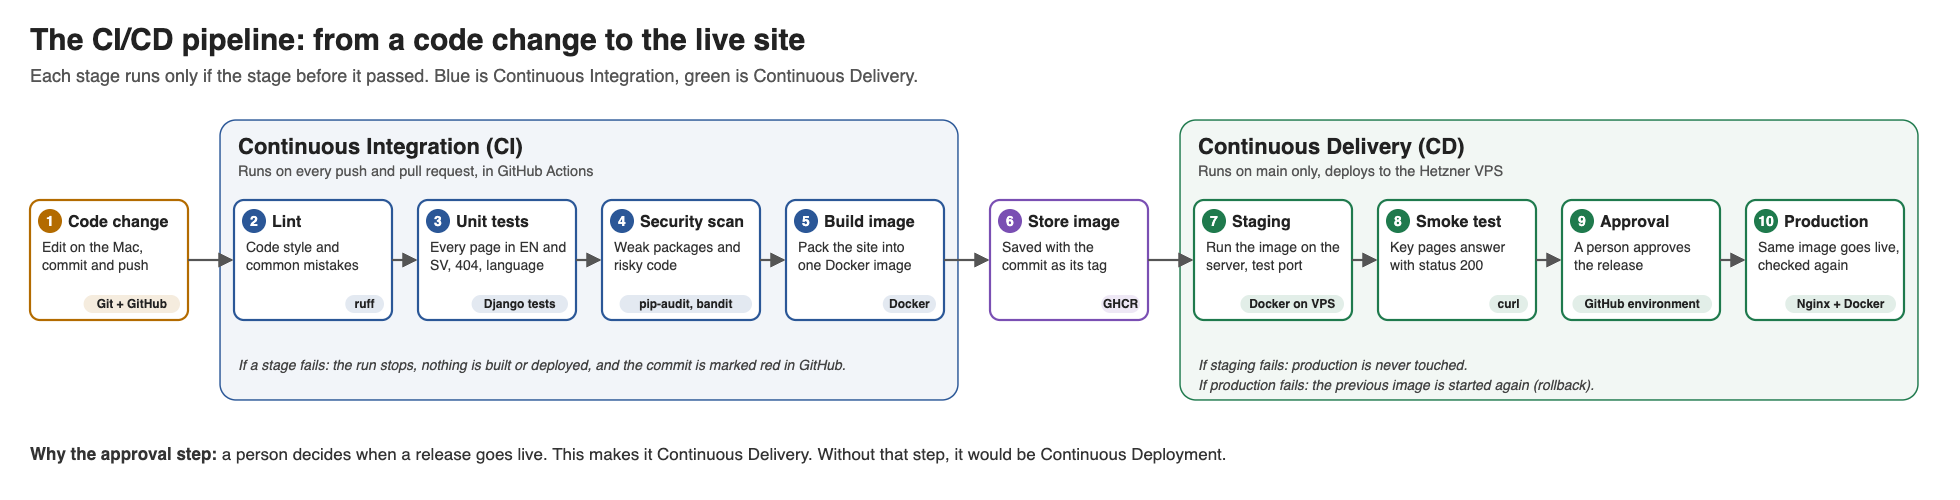 The CI/CD pipeline: from a code change to the live site
Each stage runs only if the stage before it passed. Blue is Continuous Integration, green is Continuous Delivery.
1 Code change
Edit on the Mac,
commit and push
Git + GitHub
Continuous Integration (CI)
Runs on every push and pull request, in GitHub Actions
2 Lint
Code style and
common mistakes
ruff
3 Unit tests
Every page in EN and
SV, 404, language
Django tests
4 Security scan
Weak packages and
risky code
pip-audit, bandit
5 Build image
Pack the site into
one Docker image
Docker
If a stage fails: the run stops, nothing is built or deployed, and the commit is marked red in GitHub.
6 Store image
Saved with the
commit as its tag
GHCR
Continuous Delivery (CD)
Runs on main only, deploys to the Hetzner VPS
7 Staging
Run the image on the
server, test port
Docker on VPS
8 Smoke test
Key pages answer
with status 200
curl
9 Approval
A person approves
the release
GitHub environment
10 Production
Same image goes live,
checked again
Nginx + Docker
If staging fails: production is never touched.
If production fails: the previous image is started again (rollback).
Why the approval step: a person decides when a release goes live. This makes it Continuous Delivery. Without that step, it would be Continuous Deployment.